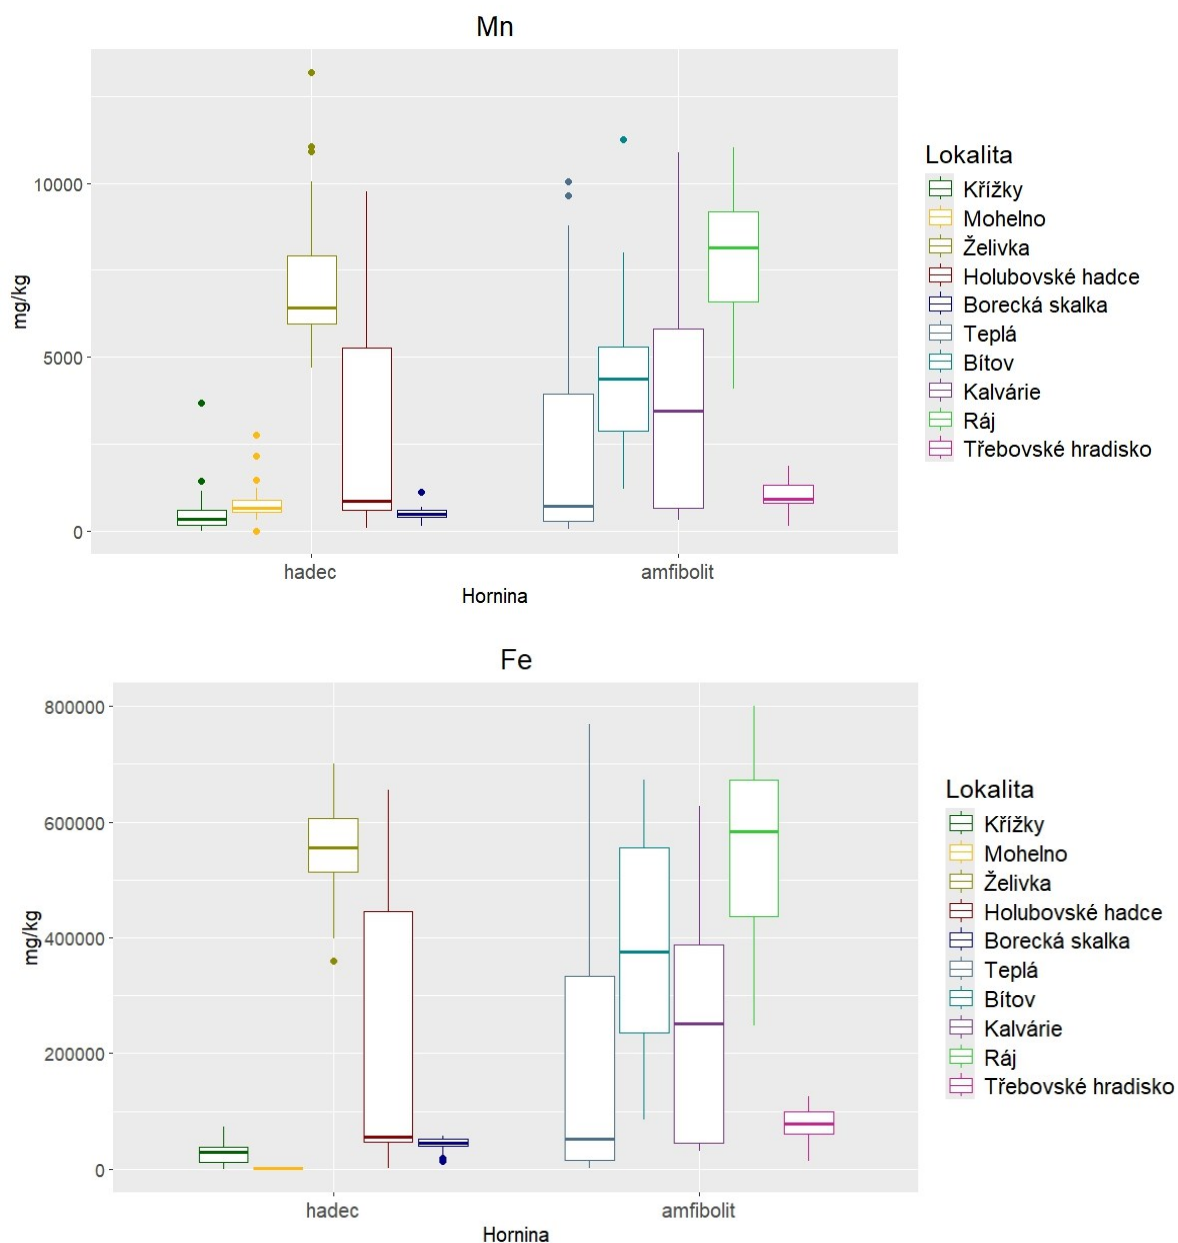 Mn
10000
5000
0
mg/kg
hadec
amfibolit
Hornina
Lokalita
Křížky
Mohelno
Želivka
Holubovské hadce
Borecká skalka
Teplá
Bítov
Kalvárie
Ráj
Třebovské hradisko
Fe
800000
600000
400000
200000
0
mg/kg
hadec
amfibolit
Hornina
Lokalita
Křížky
Mohelno
Želivka
Holubovské hadce
Borecká skalka
Teplá
Bítov
Kalvárie
Ráj
Třebovské hradisko